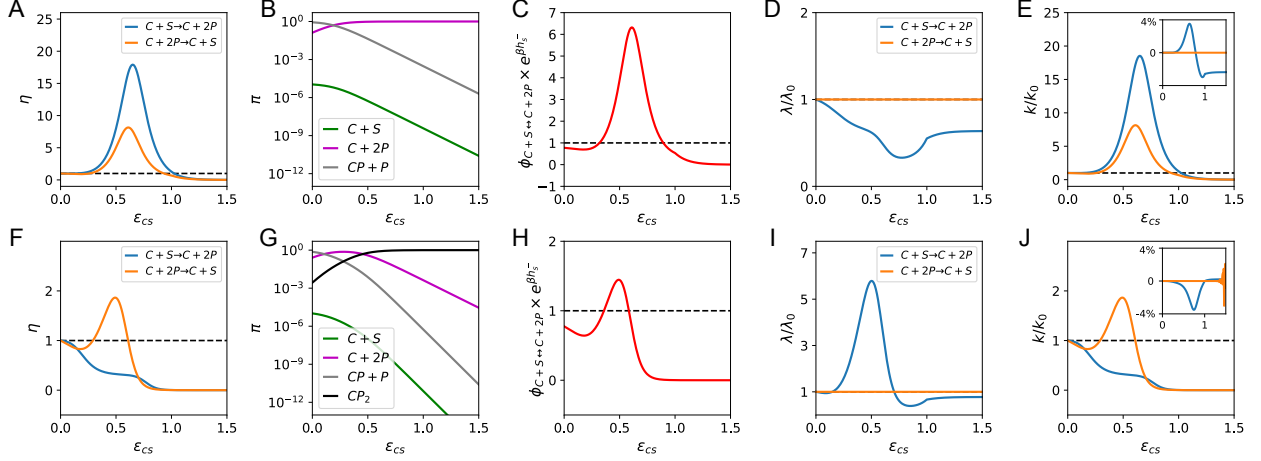 A
η
25
20
15
10
5
0
C + S→C + 2P
C + 2P→C + S
0.0 0.5 1.0 1.5
ε_cs
B
π
10^0
10^-3
10^-6
10^-9
10^-12
C + S
C + 2P
CP + P
0.0 0.5 1.0 1.5
ε_cs
C
ϕ_{C+S↔C+2P} × e^{βh_s^-}
7
6
5
4
3
2
1
0
−1
0.0 0.5 1.0 1.5
ε_cs
D
λ/λ_0
2
1
0
C + S→C + 2P
C + 2P→C + S
0.0 0.5 1.0 1.5
ε_cs
E
k/k_0
25
20
15
10
5
0
4%
0
-4%
0 1
0.0 0.5 1.0 1.5
ε_cs
F
η
2
1
0
C + S→C + 2P
C + 2P→C + S
0.0 0.5 1.0 1.5
ε_cs
G
π
10^0
10^-3
10^-6
10^-9
10^-12
C + S
C + 2P
CP + P
CP_2
0.0 0.5 1.0 1.5
ε_cs
H
ϕ_{C+S↔C+2P} × e^{βh_s^-}
2
1
0
0.0 0.5 1.0 1.5
ε_cs
I
λ/λ_0
7
4
1
C + S→C + 2P
C + 2P→C + S
0.0 0.5 1.0 1.5
ε_cs
J
k/k_0
2
1
0
4%
0
-4%
0 1
0.0 0.5 1.0 1.5
ε_cs